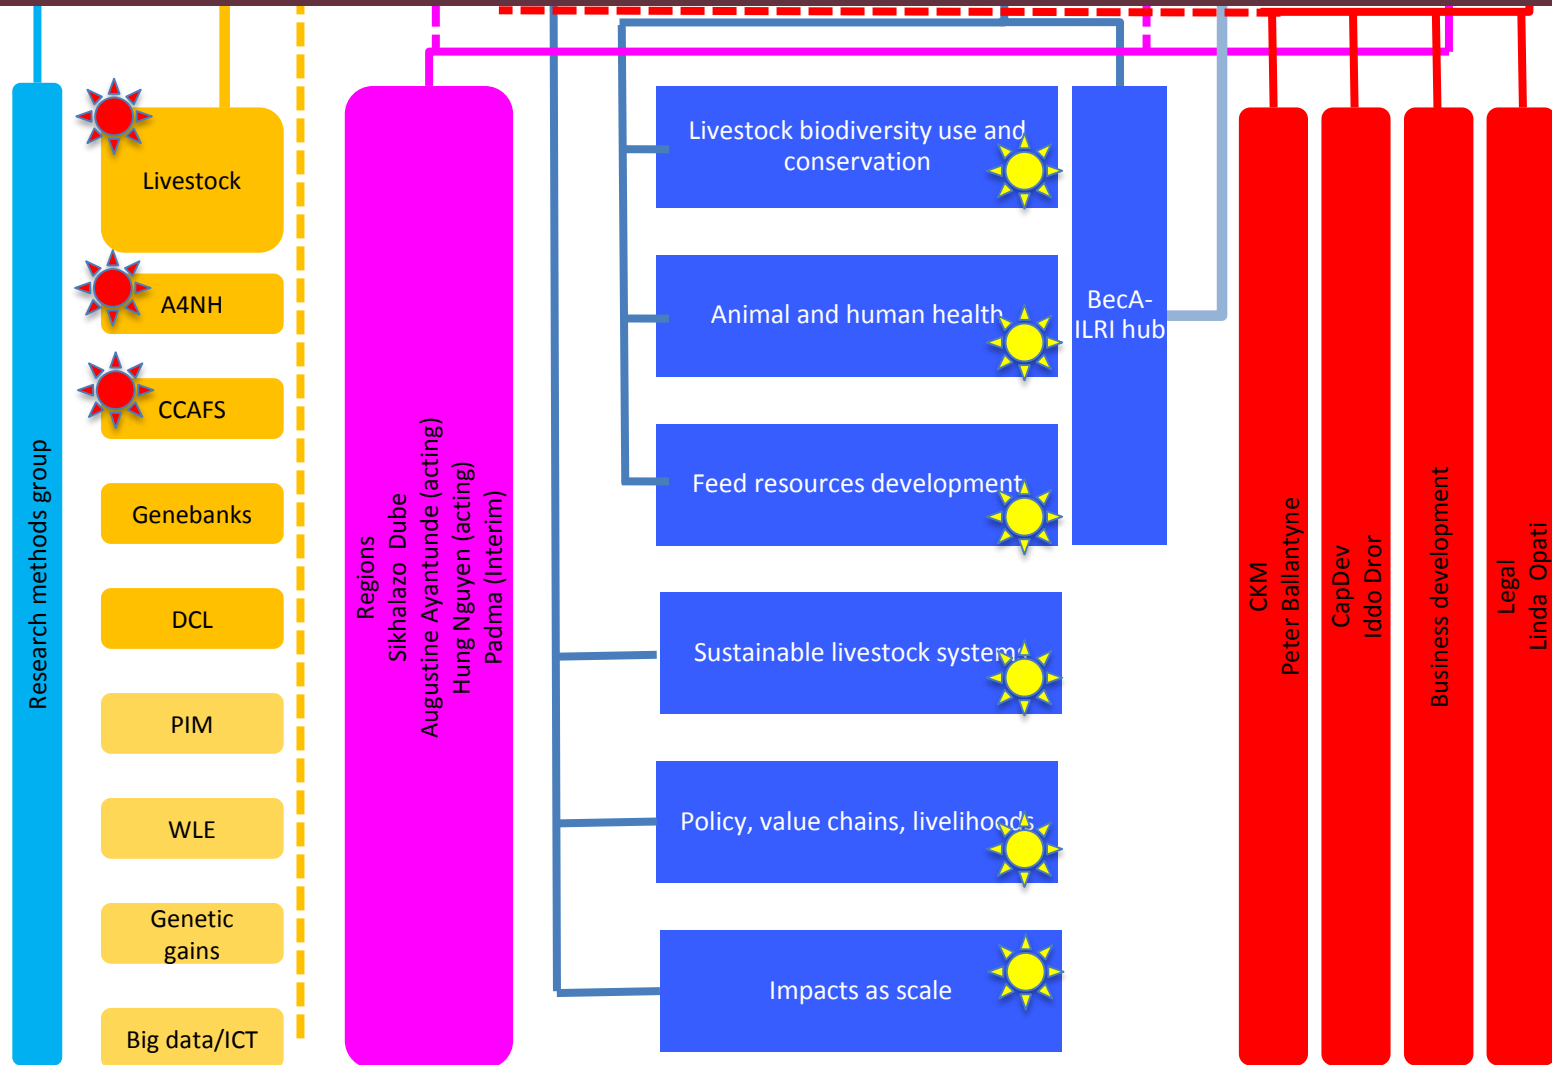 Research methods group
Livestock
A4NH
CCAFS
Genebanks
DCL
PIM
WLE
Genetic
gains
Big data/ICT
Regions
Sikhalazo Dube
Augustine Ayantunde (acting)
Hung Nguyen (acting)
Padma (Interim)
Livestock biodiversity use and
conservation
Animal and human health
Feed resources development
Sustainable livestock systems
Policy, value chains, livelihoods
Impacts as scale
BecA-
ILRI hub
CKM
Peter Ballantyne
CapDev
Iddo Dror
Business development
Legal
Linda Opati